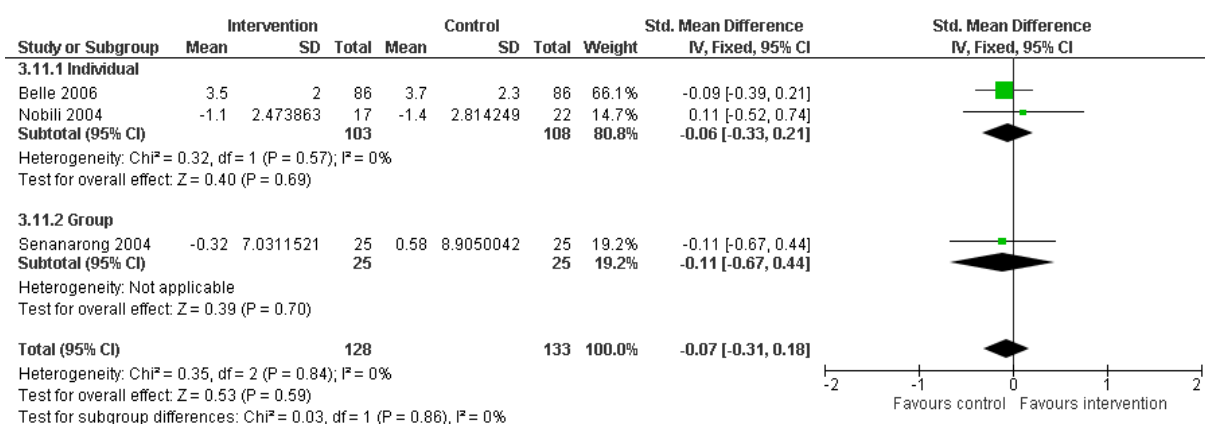 Intervention Control Std. Mean Difference Std. Mean Difference
Study or Subgroup Mean SD Total Mean SD Total Weight IV, Fixed, 95% CI IV, Fixed, 95% CI
3.11.1 Individual
Belle 2006 3.5 2 86 3.7 2.3 86 66.1% -0.09 [-0.39, 0.21]
Nobili 2004 -1.1 2.473863 17 -1.4 2.814249 22 14.7% 0.11 [-0.52, 0.74]
Subtotal (95% CI) 103 108 80.8% -0.06 [-0.33, 0.21]
Heterogeneity: Chi² = 0.32, df = 1 (P = 0.57); I² = 0%
Test for overall effect: Z = 0.40 (P = 0.69)
3.11.2 Group
Senanarong 2004 -0.32 7.0311521 25 0.58 8.9050042 25 19.2% -0.11 [-0.67, 0.44]
Subtotal (95% CI) 25 25 19.2% -0.11 [-0.67, 0.44]
Heterogeneity: Not applicable
Test for overall effect: Z = 0.39 (P = 0.70)
Total (95% CI) 128 133 100.0% -0.07 [-0.31, 0.18]
Heterogeneity: Chi² = 0.35, df = 2 (P = 0.84); I² = 0%
Test for overall effect: Z = 0.53 (P = 0.59)
Test for subgroup differences: Chi² = 0.03, df = 1 (P = 0.86), I² = 0%
-2 -1 0 1 2
Favours control Favours intervention